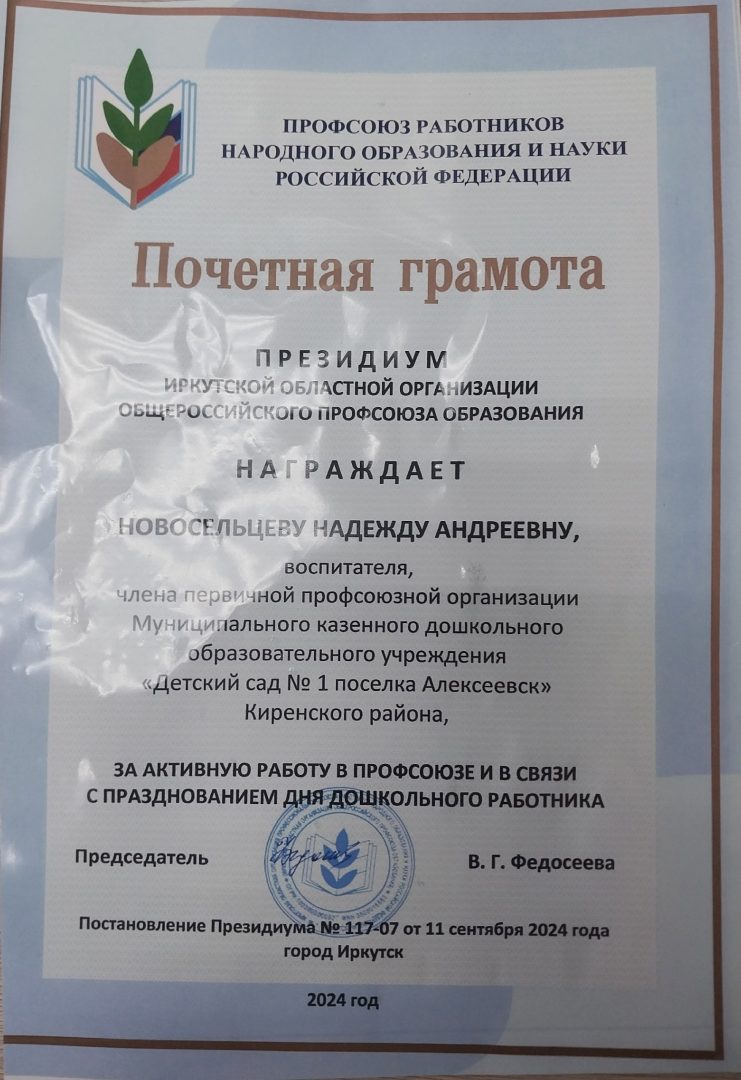 ПРОФСОЮЗ РАБОТНИКОВ
НАРОДНОГО ОБРАЗОВАНИЯ И НАУКИ
РОССИЙСКОЙ ФЕДЕРАЦИИ
Почетная грамота
ПРЕЗИДИУМ
ИРКУТСКОЙ ОБЛАСТНОЙ ОРГАНИЗАЦИИ
ОБЩЕРОССИЙСКОГО ПРОФСОЮЗА ОБРАЗОВАНИЯ
НАГРАЖДАЕТ
НОВОСЕЛЬЦЕВУ НАДЕЖДУ АНДРЕЕВНУ,
воспитателя,
члена первичной профсоюзной организации
Муниципального казенного дошкольного
образовательного учреждения
«Детский сад № 1 поселка Алексеевск»
Киренского района,
ЗА АКТИВНУЮ РАБОТУ В ПРОФСОЮЗЕ И В СВЯЗИ
С ПРАЗДНОВАНИЕМ ДНЯ ДОШКОЛЬНОГО РАБОТНИКА
Председатель В. Г. Федосеева
Постановление Президиума № 117-07 от 11 сентября 2024 года
город Иркутск
2024 год